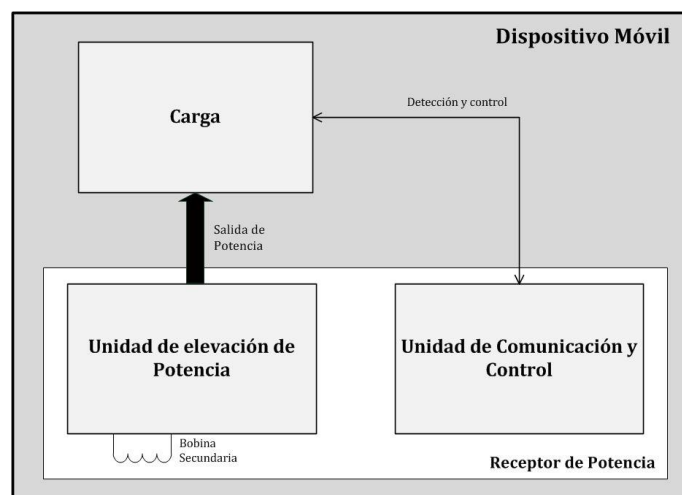 Dispositivo Móvil
Detección y control
Carga
Salida de
Potencia
Unidad de elevación de
Potencia
Unidad de Comunicación y
Control
Bobina
Secundaria
Receptor de Potencia